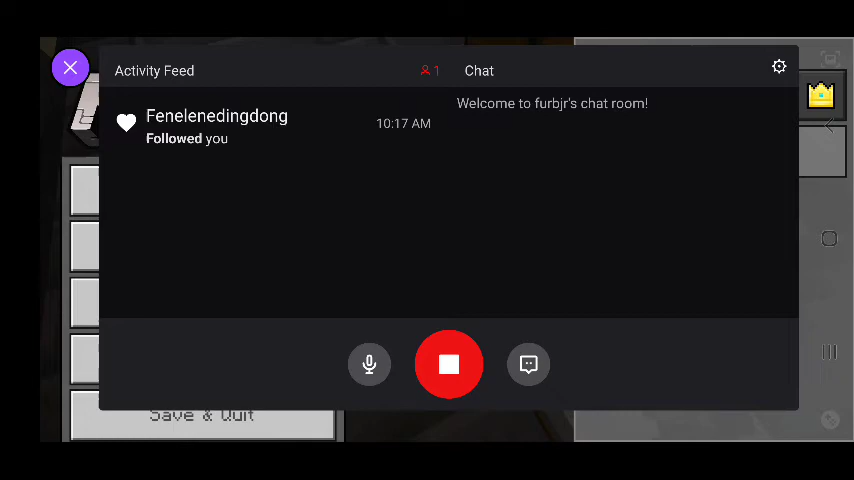 Activity Feed
1
Chat
Fenelenedingdong
Followed you
10:17 AM
Welcome to furbjr's chat room!
Save & Quit